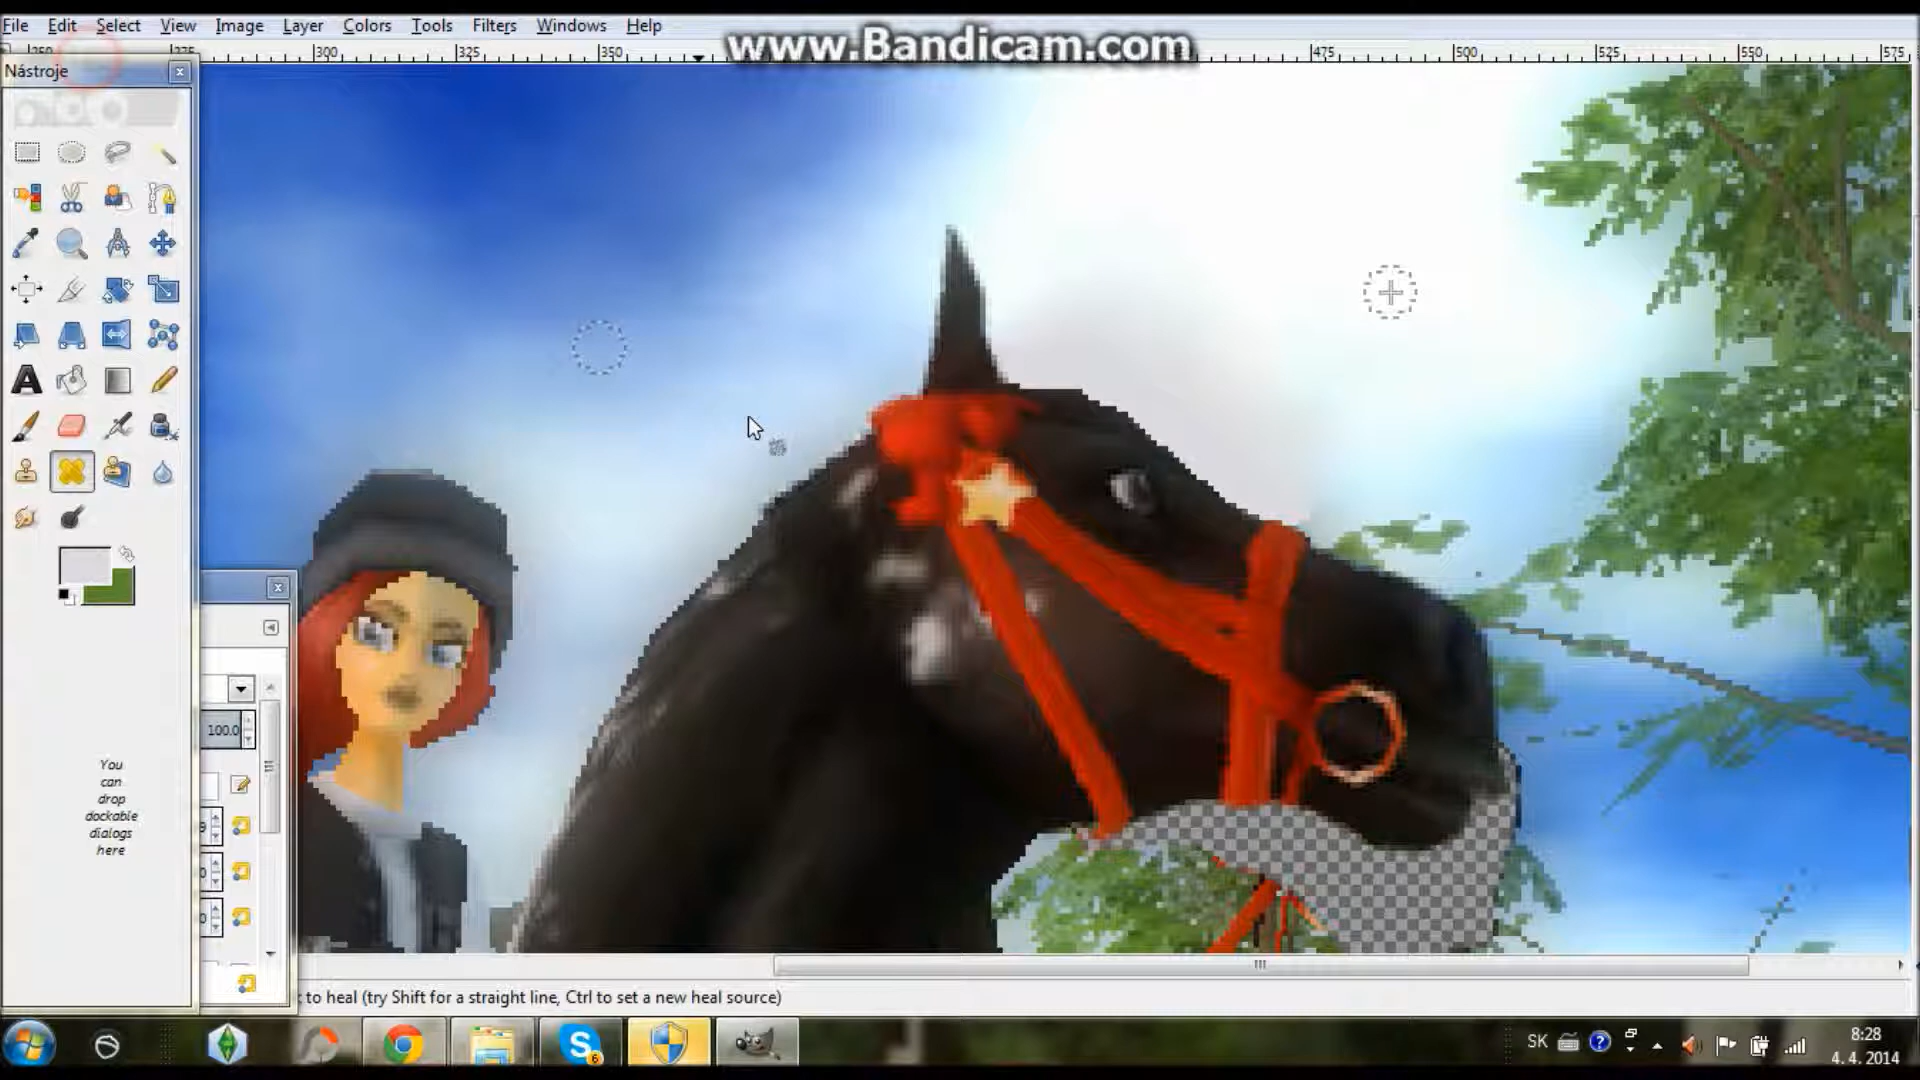 File Edit Select View Image Layer Colors Tools Filters Windows Help
www.Bandicam.com
300 325 350 475 500 525 550 575
Nástroje
100.0
You
can
drop
dockable
dialogs
here
to heal (try Shift for a straight line, Ctrl to set a new heal source)
6
SK
8:28
4. 4. 2014